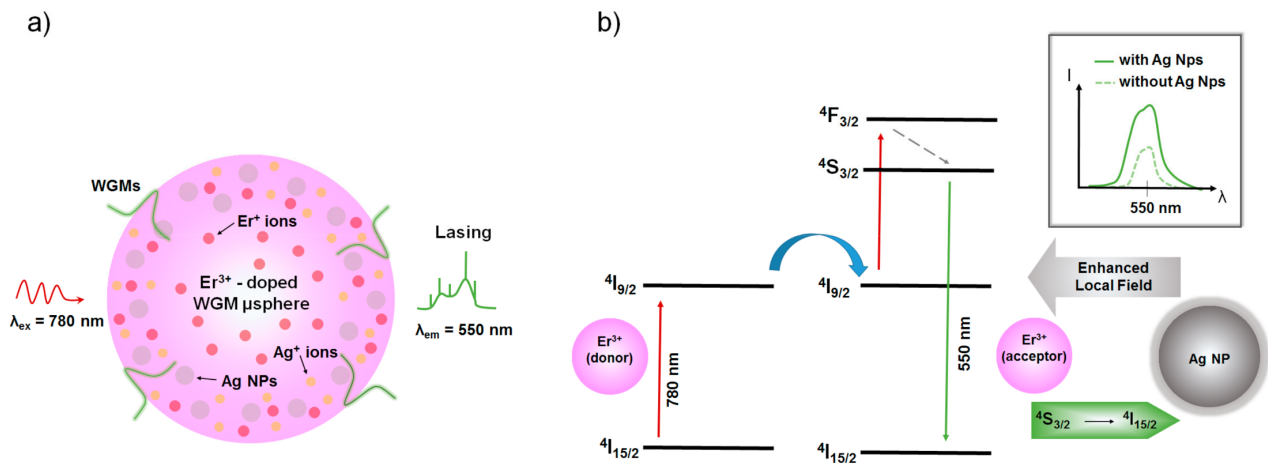 a)
WGMs
Er⁺ ions
Er³⁺ - doped
WGM μsphere
λex = 780 nm
Lasing
λem = 550 nm
Ag⁺ ions
Ag NPs
b)
⁴F3/2
⁴S3/2
⁴I9/2
⁴I9/2
Er³⁺
(donor)
780 nm
550 nm
⁴I15/2
⁴I15/2
I
with Ag Nps
without Ag Nps
550 nm
λ
Enhanced
Local Field
Er³⁺
(acceptor)
Ag NP
⁴S3/2 → ⁴I15/2